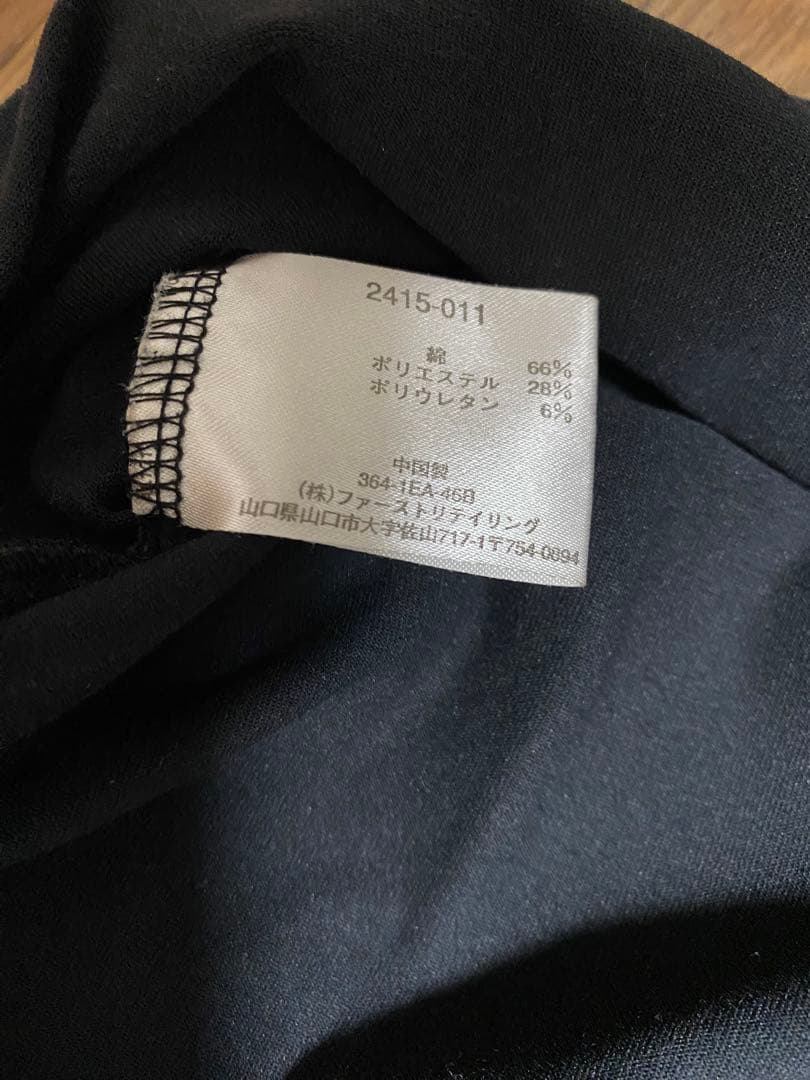 2415-011
綿 66%
ポリエステル 28%
ポリウレタン 6%
中国製
364-1EA-46B
(株)ファーストリテイリング
山口県山口市大字佐山717-1〒754-0894